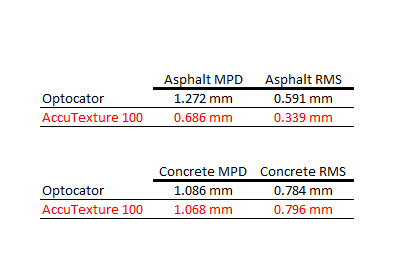 Asphalt MPD Asphalt RMS
Optocator 1.272 mm 0.591 mm
AccuTexture 100 0.686 mm 0.339 mm
Concrete MPD Concrete RMS
Optocator 1.086 mm 0.784 mm
AccuTexture 100 1.068 mm 0.796 mm